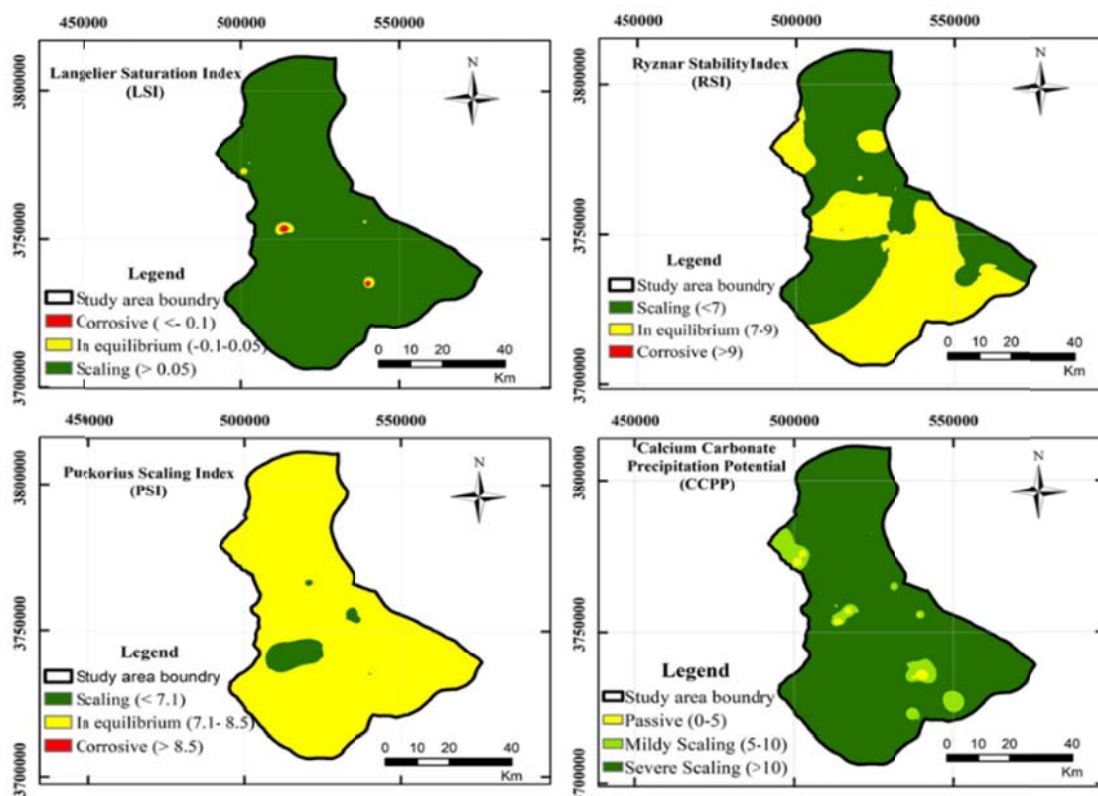 450000 500000 550000
3800000
3750000
3700000
Langelier Saturation Index
(LSI)
N
Legend
Study area boundry
Corrosive ( <- 0.1)
In equilibrium (-0.1-0.05)
Scaling (> 0.05)
0 10 20 40
Km
450000 500000 550000
3800000
3750000
3700000
Ryznar StabilityIndex
(RSI)
N
Legend
Study area boundry
Scaling (<7)
In equilibrium (7-9)
Corrosive (>9)
0 10 20 40
Km
450000 500000 550000
3800000
3750000
3700000
Puckorius Scaling Index
(PSI)
N
Legend
Study area boundry
Scaling (< 7.1)
In equilibrium (7.1- 8.5)
Corrosive (> 8.5)
0 10 20 40
Km
450000 500000 550000
3800000
3750000
3700000
Calcium Carbonate
Precipitation Potential
(CCPP)
N
Legend
Study area boundry
Passive (0-5)
Mildy Scaling (5-10)
Severe Scaling (>10)
0 10 20 40
Km